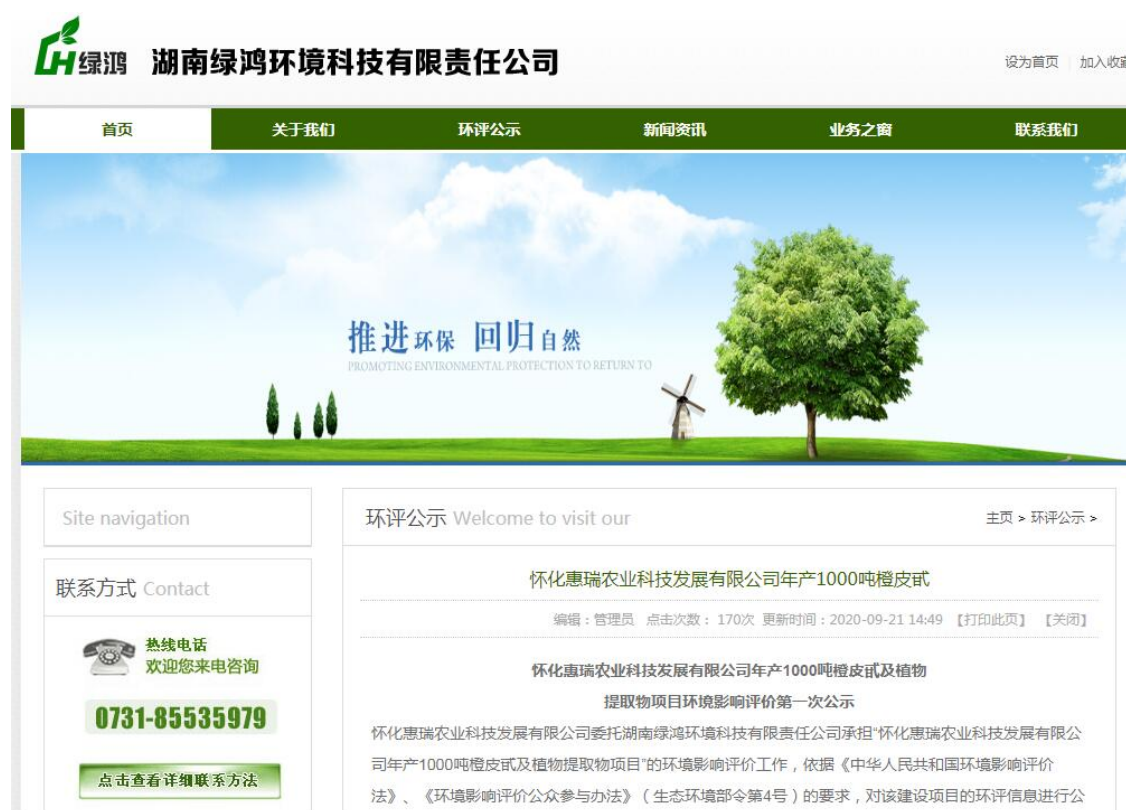 绿鸿 湖南绿鸿环境科技有限责任公司
设为首页 加入收藏
首页 关于我们 环评公示 新闻资讯 业务之窗 联系我们
推进环保 回归自然
PROMOTING ENVIRONMENTAL PROTECTION TO RETURN TO
Site navigation
联系方式 Contact
热线电话
欢迎您来电咨询
0731-85535979
点击查看详细联系方法
环评公示 Welcome to visit our
主页 > 环评公示 >
怀化惠瑞农业科技发展有限公司年产1000吨橙皮甙
编辑：管理员 点击次数： 170次 更新时间：2020-09-21 14:49 【打印此页】 【关闭】
怀化惠瑞农业科技发展有限公司年产1000吨橙皮甙及植物
提取物项目环境影响评价第一次公示
怀化惠瑞农业科技发展有限公司委托湖南绿鸿环境科技有限责任公司承担“怀化惠瑞农业科技发展有限公
司年产1000吨橙皮甙及植物提取物项目”的环境影响评价工作，依据《中华人民共和国环境影响评价
法》、《环境影响评价公众参与办法》（生态环境部令第4号）的要求，对该建设项目的环评信息进行公